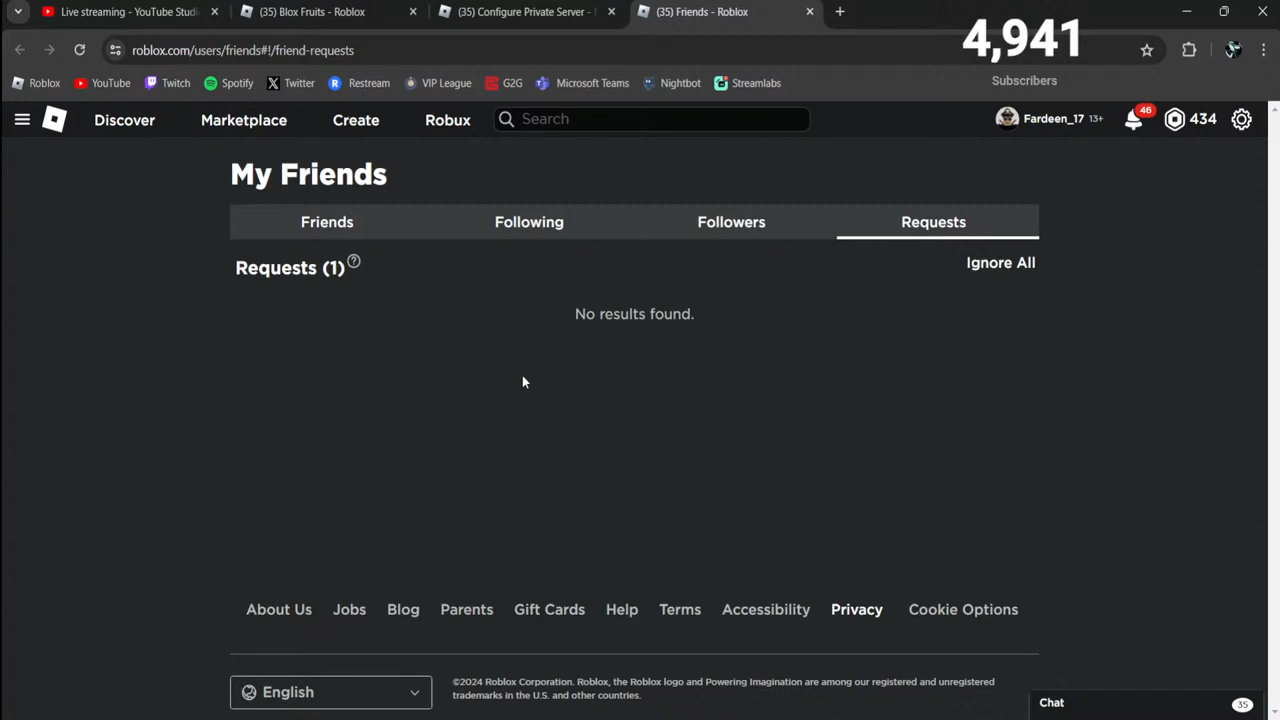 Live streaming - YouTube Studi
(35) Blox Fruits - Roblox
(35) Configure Private Server -
(35) Friends - Roblox
roblox.com/users/friends#!/friend-requests
4,941
Subscribers
Roblox
YouTube
Twitch
Spotify
Twitter
Restream
VIP League
G2G
Microsoft Teams
Nightbot
Streamlabs
Discover
Marketplace
Create
Robux
Search
Fardeen_17 13+
46
434
My Friends
Friends
Following
Followers
Requests
Requests (1)
Ignore All
No results found.
About Us
Jobs
Blog
Parents
Gift Cards
Help
Terms
Accessibility
Privacy
Cookie Options
English
©2024 Roblox Corporation. Roblox, the Roblox logo and Powering Imagination are among our registered and unregistered
trademarks in the U.S. and other countries.
Chat
35